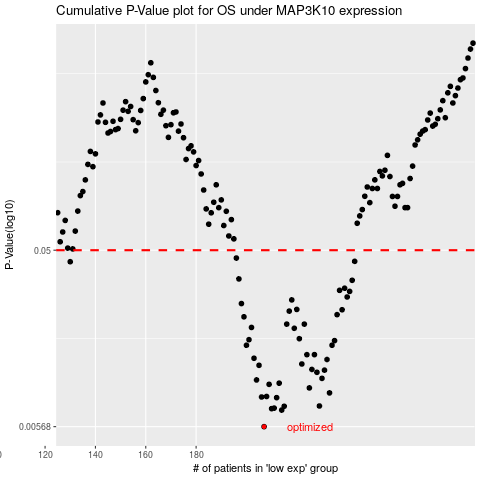 Cumulative P-Value plot for OS under MAP3K10 expression
P-Value(log10)
0.05
0.00568
optimized
0 120 140 160 180
# of patients in 'low exp' group